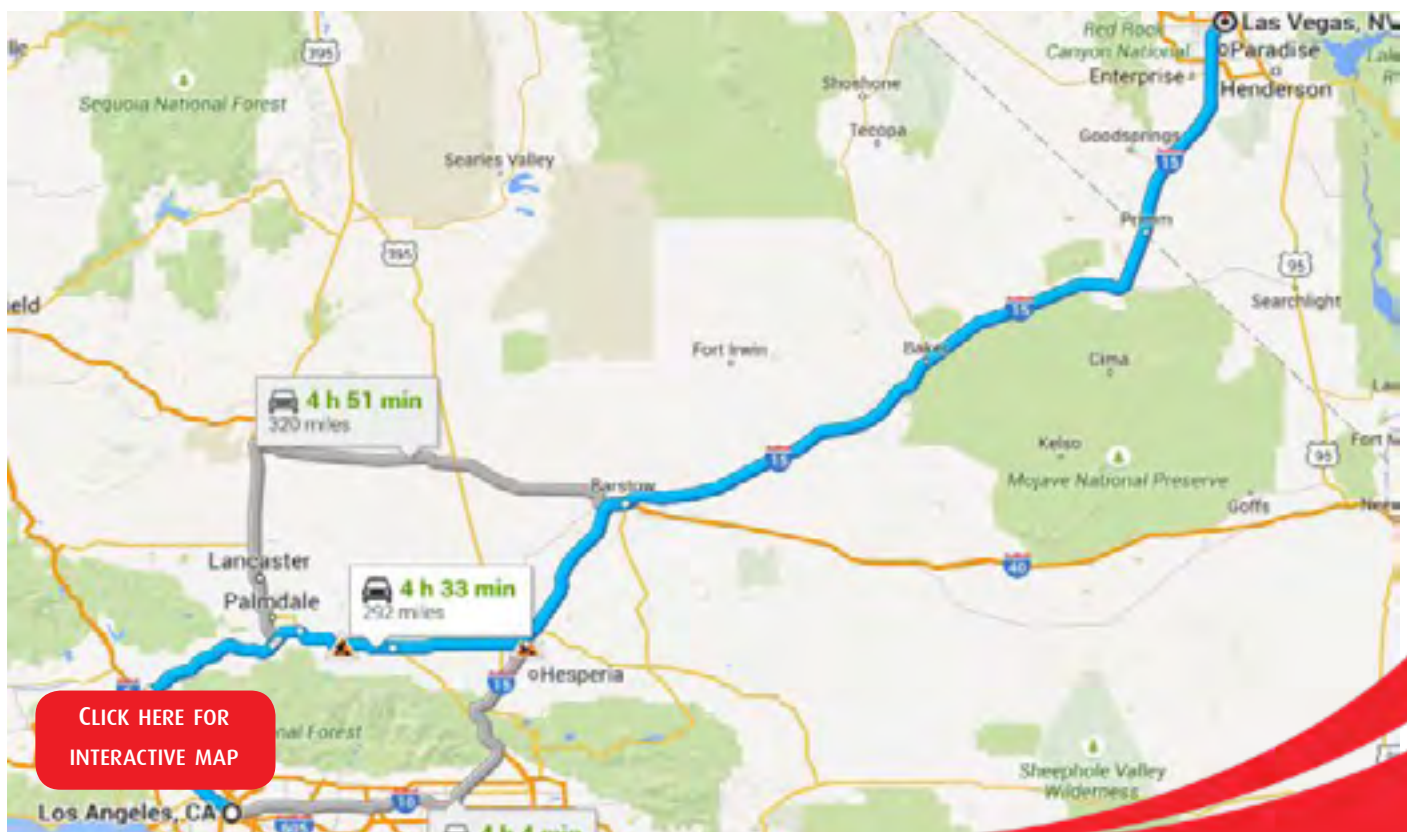 Las Vegas, NV
Red Rock
Canyon National
Paradise
Enterprise
Henderson
395
Sequoia National Forest
Shoshone
Tecopa
Goodsprings
15
Searles Valley
Primm
395
95
Searchlight
15
Fort Irwin
Baker
Cima
4 h 51 min
320 miles
Kelso
95
15
Mojave National Preserve
Goffs
Barstow
40
Lancaster
4 h 33 min
292 miles
Palmdale
15
Hesperia
CLICK HERE FOR
INTERACTIVE MAP
Forest
Sheephole Valley
Wilderness
10
Los Angeles, CA
4 h 4 min